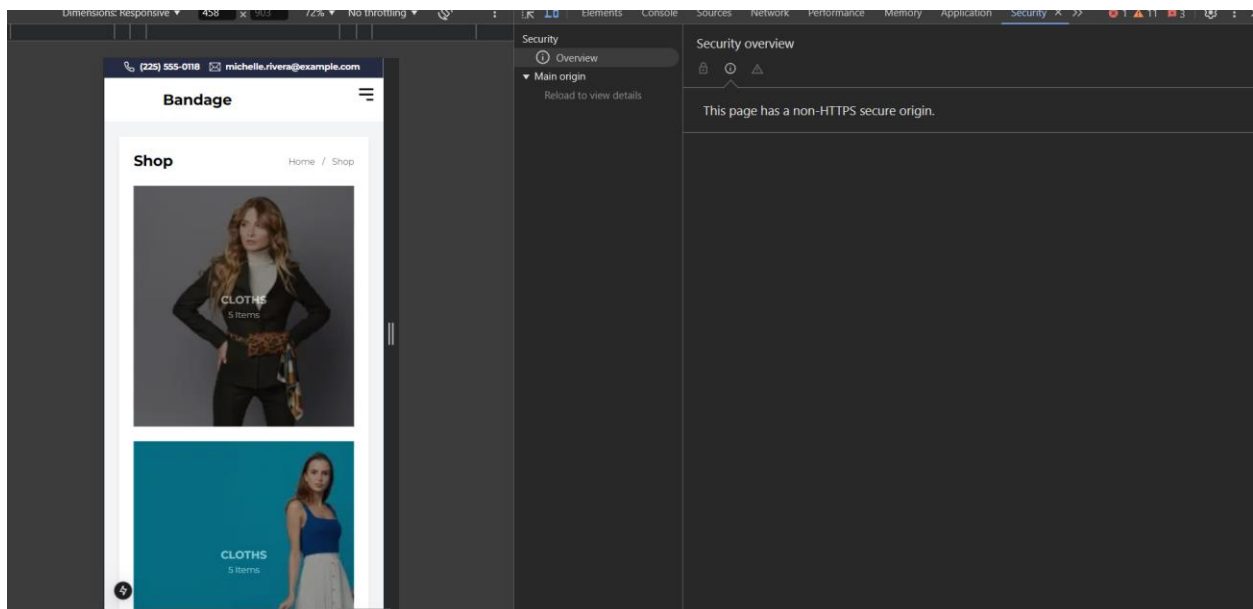 Dimensions: Responsive ▼ 458 x 903 72% ▼ No throttling ▼
Elements Console Sources Network Performance Memory Application Security × >> 1 11 3
(225) 555-0118 michelle.rivera@example.com
Bandage
Shop
Home / Shop
CLOTHS
5 Items
CLOTHS
5 Items
Security
Overview
Main origin
Reload to view details
Security overview
This page has a non-HTTPS secure origin.